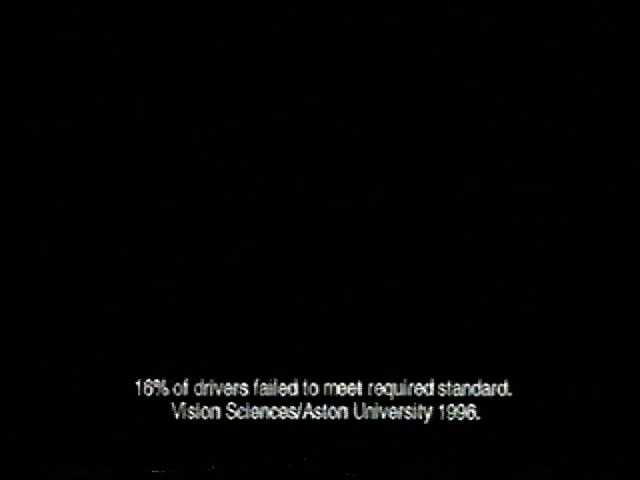 16% of drivers failed to meet required standard.
Vision Sciences/Aston University 1996.